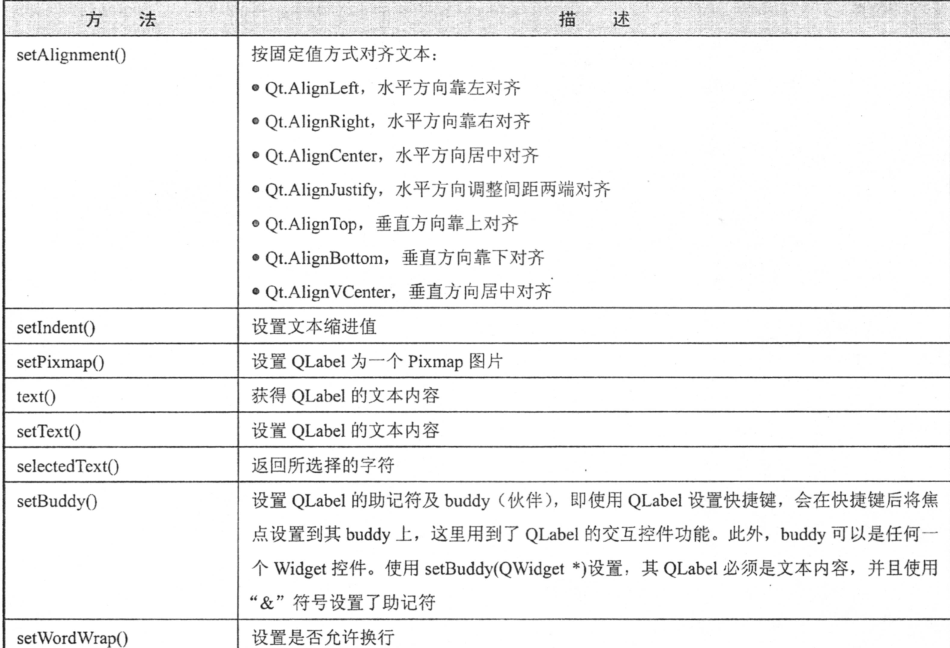 方 法 描 述
setAlignment() 按固定值方式对齐文本：
● Qt.AlignLeft，水平方向靠左对齐
● Qt.AlignRight，水平方向靠右对齐
● Qt.AlignCenter，水平方向居中对齐
● Qt.AlignJustify，水平方向调整间距两端对齐
● Qt.AlignTop，垂直方向靠上对齐
● Qt.AlignBottom，垂直方向靠下对齐
● Qt.AlignVCenter，垂直方向居中对齐
setIndent() 设置文本缩进值
setPixmap() 设置 QLabel 为一个 Pixmap 图片
text() 获得 QLabel 的文本内容
setText() 设置 QLabel 的文本内容
selectedText() 返回所选择的字符
setBuddy() 设置 QLabel 的助记符及 buddy（伙伴），即使用 QLabel 设置快捷键，会在快捷键后将焦
点设置到其 buddy 上，这里用到了 QLabel 的交互控件功能。此外，buddy 可以是任何一
个 Widget 控件。使用 setBuddy(QWidget *)设置，其 QLabel 必须是文本内容，并且使用
“&”符号设置了助记符
setWordWrap() 设置是否允许换行